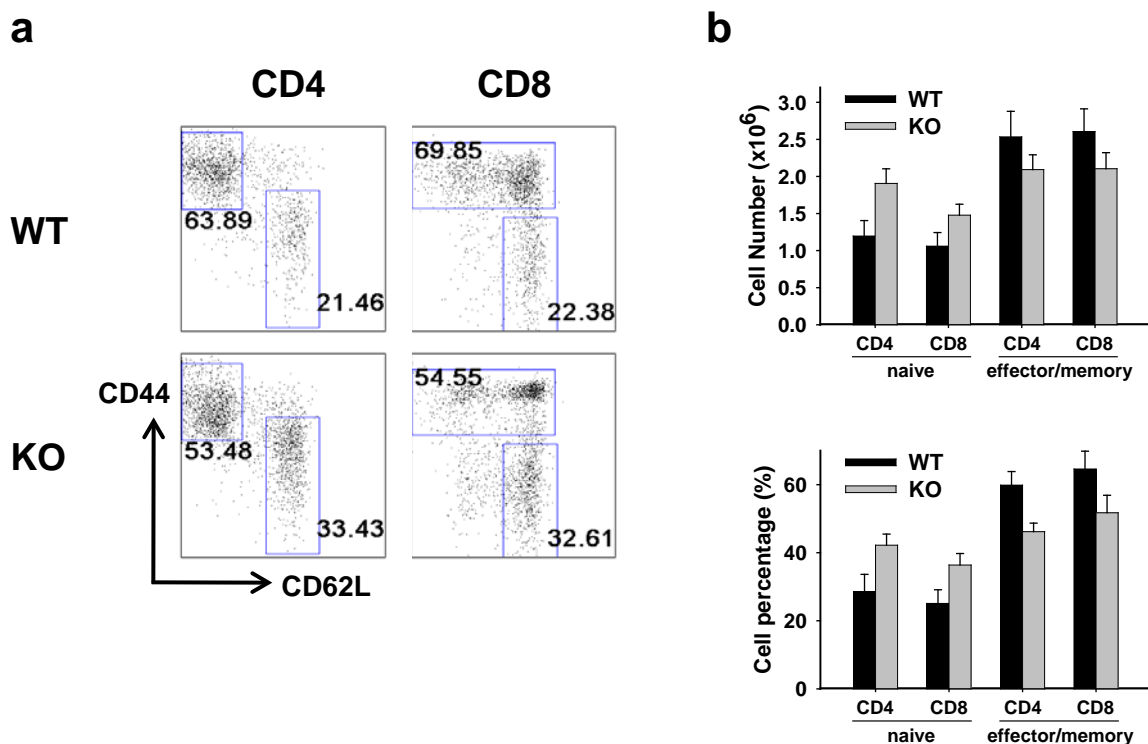 a
CD4 CD8
WT
63.89
21.46
69.85
22.38
KO
53.48
33.43
54.55
32.61
CD44
CD62L
b
WT
KO
Cell Number (x10⁶)
3.0
2.5
2.0
1.5
1.0
0.5
0.0
CD4 CD8 CD4 CD8
naive effector/memory
WT
KO
Cell percentage (%)
60
40
20
0
CD4 CD8 CD4 CD8
naive effector/memory